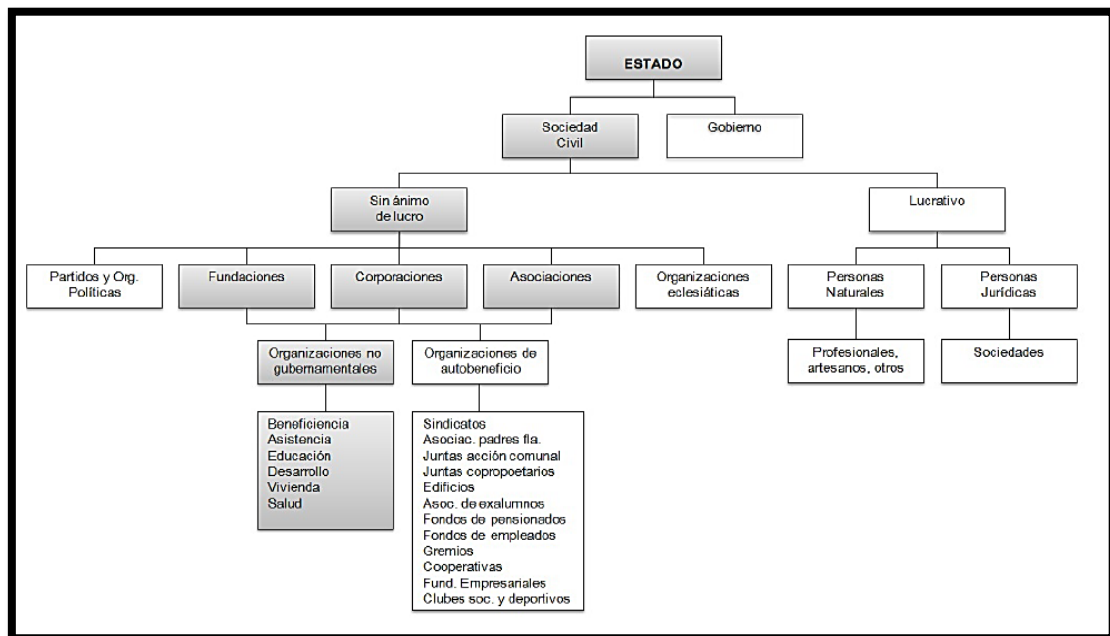 ESTADO
Sociedad
Civil
Gobierno
Sin ánimo
de lucro
Lucrativo
Partidos y Org.
Políticas
Fundaciones
Corporaciones
Asociaciones
Organizaciones
eclesiáticas
Personas
Naturales
Personas
Jurídicas
Organizaciones no
gubernamentales
Organizaciones de
autobeneficio
Profesionales,
artesanos, otros
Sociedades
Beneficiencia
Asistencia
Educación
Desarrollo
Vivienda
Salud
Sindicatos
Asociac. padres fla.
Juntas acción comunal
Juntas copropoetarios
Edificios
Asoc. de exalumnos
Fondos de pensionados
Fondos de empleados
Gremios
Cooperativas
Fund. Empresariales
Clubes soc. y deportivos